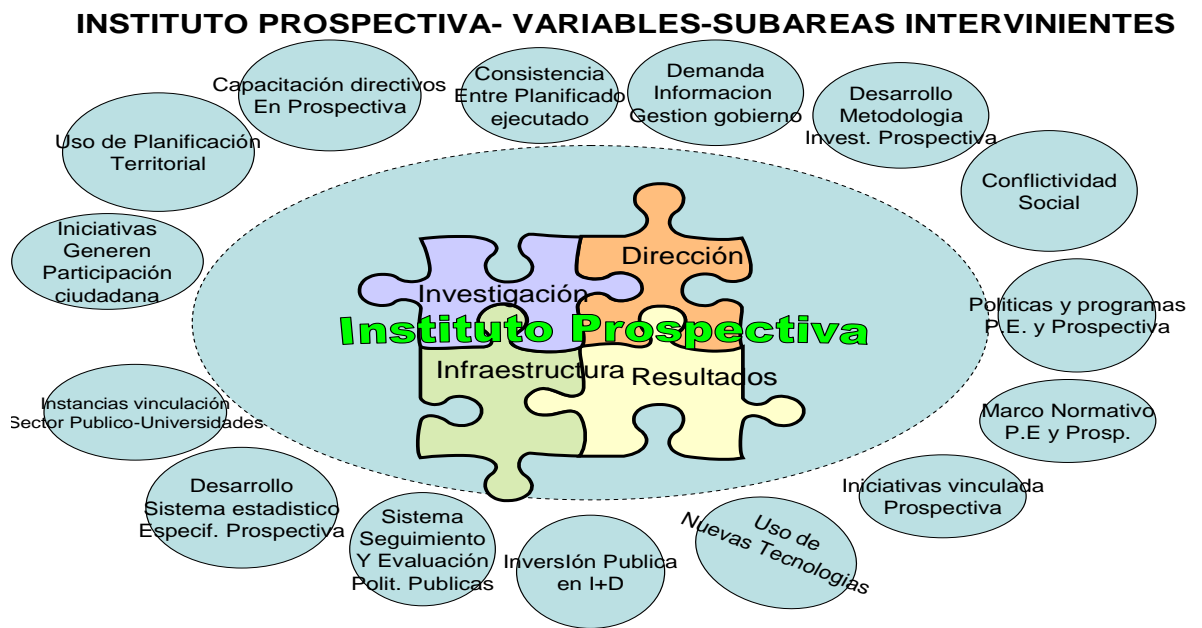 INSTITUTO PROSPECTIVA- VARIABLES-SUBAREAS INTERVINIENTES
Capacitación directivos
En Prospectiva
Consistencia
Entre Planificado
ejecutado
Demanda
Informacion
Gestion gobierno
Desarrollo
Metodologia
Invest. Prospectiva
Uso de Planificación
Territorial
Conflictividad
Social
Iniciativas
Generen
Participación
ciudadana
Dirección
Investigación
Instituto Prospectiva
Infraestructura
Resultados
Politicas y programas
P.E. y Prospectiva
Instancias vinculación
Sector Publico-Universidades
Marco Normativo
P.E y Prosp.
Desarrollo
Sistema estadistico
Especif. Prospectiva
Sistema
Seguimiento
Y Evaluación
Polit. Publicas
InversIón Publica
en I+D
Uso de
Nuevas Tecnologias
Iniciativas vinculada
Prospectiva